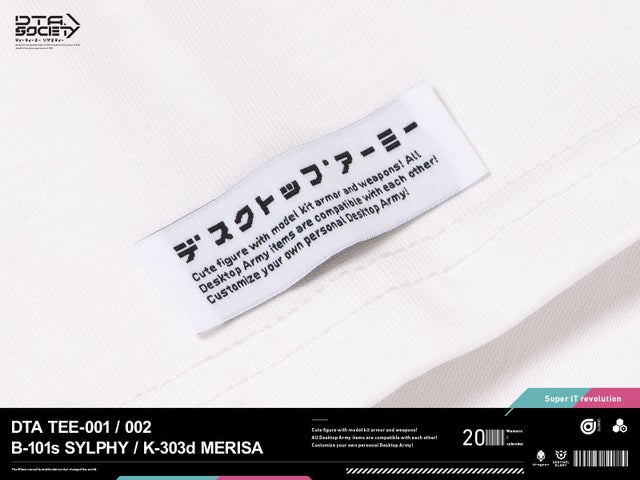 DTA
SOCIETY
デスクトップアーミー
Cute figure with model kit armor and weapons! All
Desktop Army items are compatible with each other!
Customize your own personal Desktop Army!
Super IT revolution
DTA TEE-001 / 002
B-101s SYLPHY / K-303d MERISA
Cute figure with model kit armor and weapons!
All Desktop Army items are compatible with each other!
Customize your own personal Desktop Army!
20
Western
/
calendar